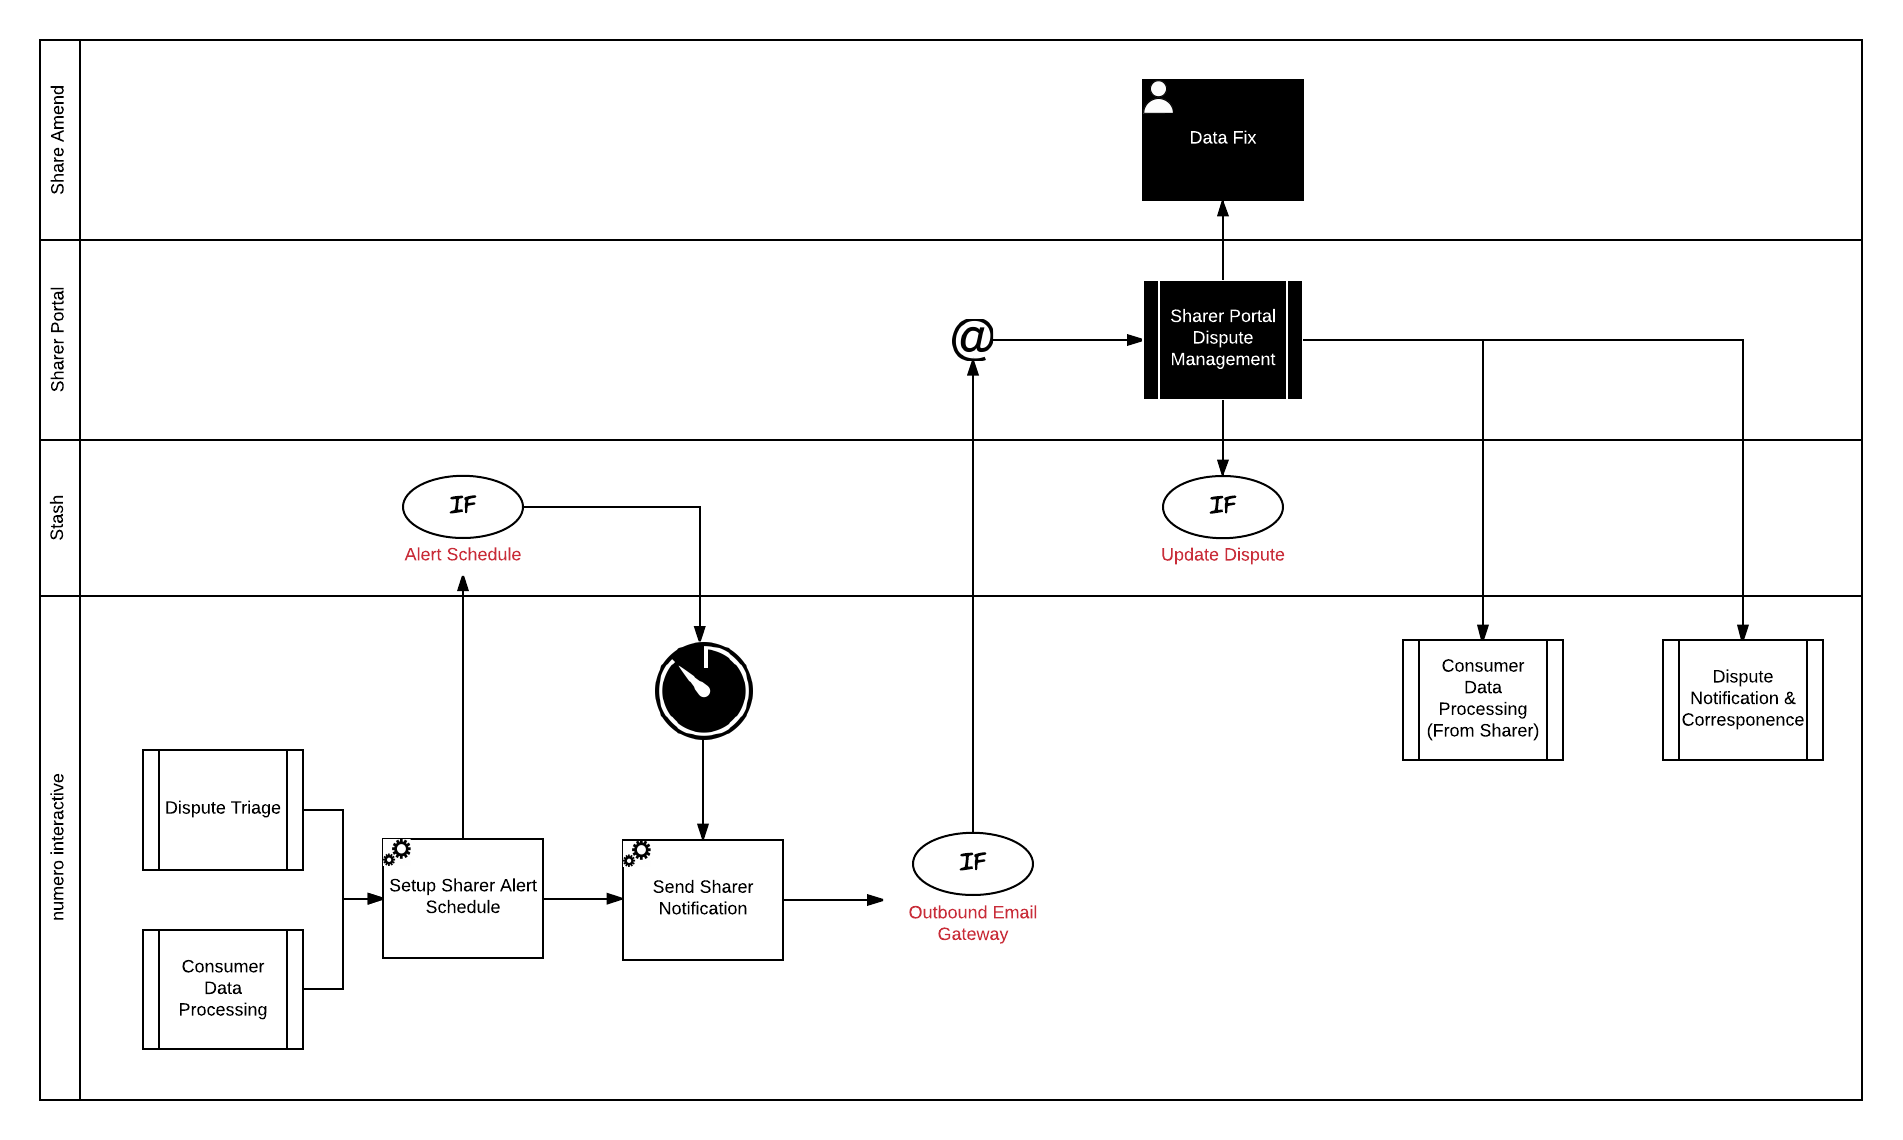 Share Amend
Data Fix
Sharer Portal
@
Sharer Portal
Dispute
Management
Stash
IF
Alert Schedule
IF
Update Dispute
numero interactive
Dispute Triage
Consumer
Data
Processing
Setup Sharer Alert
Schedule
Send Sharer
Notification
IF
Outbound Email
Gateway
Consumer
Data
Processing
(From Sharer)
Dispute
Notification &
Corresponence